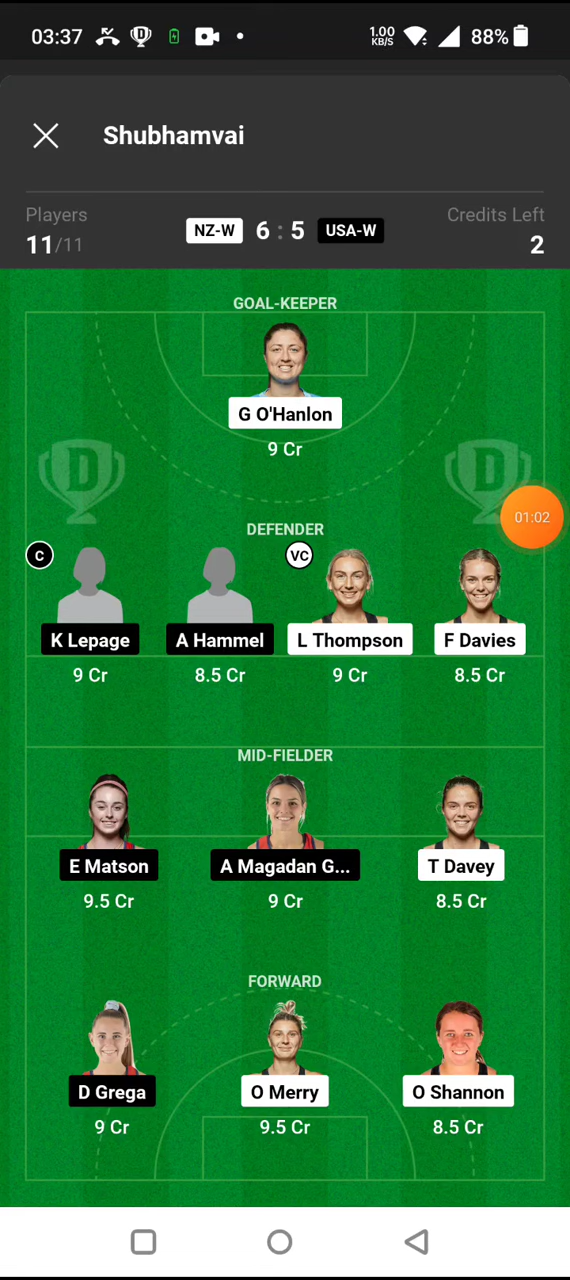 03:37
1.00
KB/S
88%
Shubhamvai
Players
11/11
NZ-W 6 : 5 USA-W
Credits Left
2
GOAL-KEEPER
G O'Hanlon
9 Cr
D
D
01:02
DEFENDER
C
VC
K Lepage
A Hammel
L Thompson
F Davies
9 Cr
8.5 Cr
9 Cr
8.5 Cr
MID-FIELDER
E Matson
A Magadan G...
T Davey
9.5 Cr
9 Cr
8.5 Cr
FORWARD
D Grega
O Merry
O Shannon
9 Cr
9.5 Cr
8.5 Cr